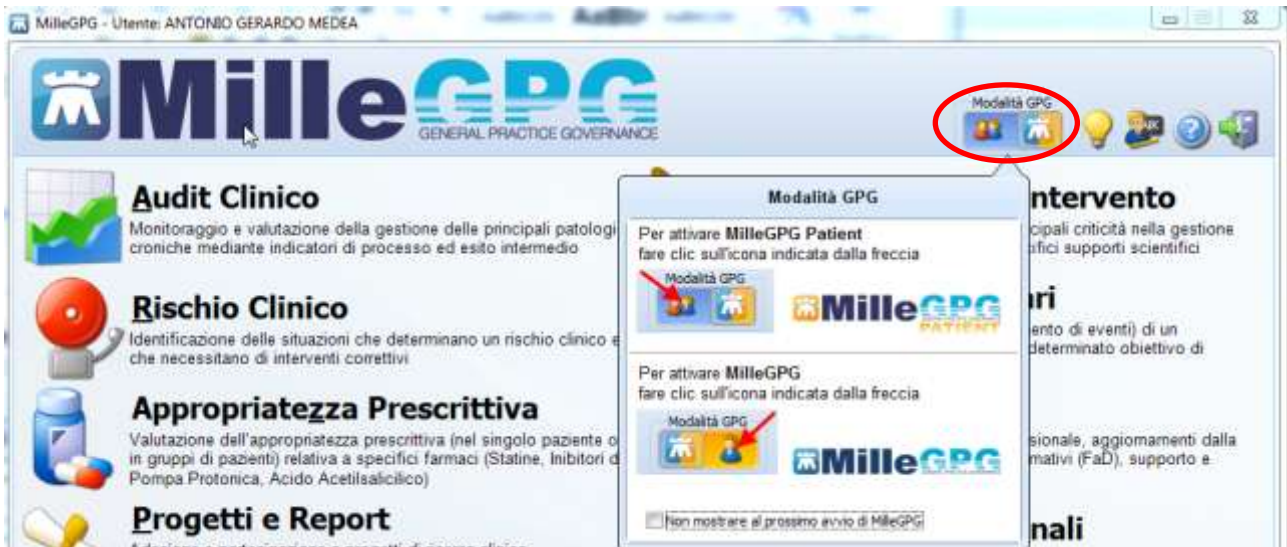 MilleGPG - Utente: ANTONIO GERARDO MEDEA
MilleGPG
GENERAL PRACTICE GOVERNANCE
Modalità GPG
Audit Clinico
Monitoraggio e valutazione della gestione delle principali patologi
croniche mediante indicatori di processo ed esito intermedio
Rischio Clinico
Identificazione delle situazioni che determinano un rischio clinico e
che necessitano di interventi correttivi
Appropriatezza Prescrittiva
Valutazione dell'appropriatezza prescrittiva (nel singolo paziente o
in gruppi di pazienti) relativa a specifici farmaci (Statine, Inibitori d
Pompa Protonica, Acido Acetilsalicilico)
Progetti e Report
Modalità GPG
Per attivare MilleGPG Patient
fare clic sull'icona indicata dalla freccia
Modalità GPG
MilleGPG
PATIENT
Per attivare MilleGPG
fare clic sull'icona indicata dalla freccia
Modalità GPG
MilleGPG
Non mostrare al prossimo avvio di MilleGPG
ntervento
cipali criticità nella gestione
ifici supporti scientifici
ri
ento di eventi) di un
determinato obiettivo di
sionale, aggiornamenti dalla
mativi (FaD), supporto e
nali